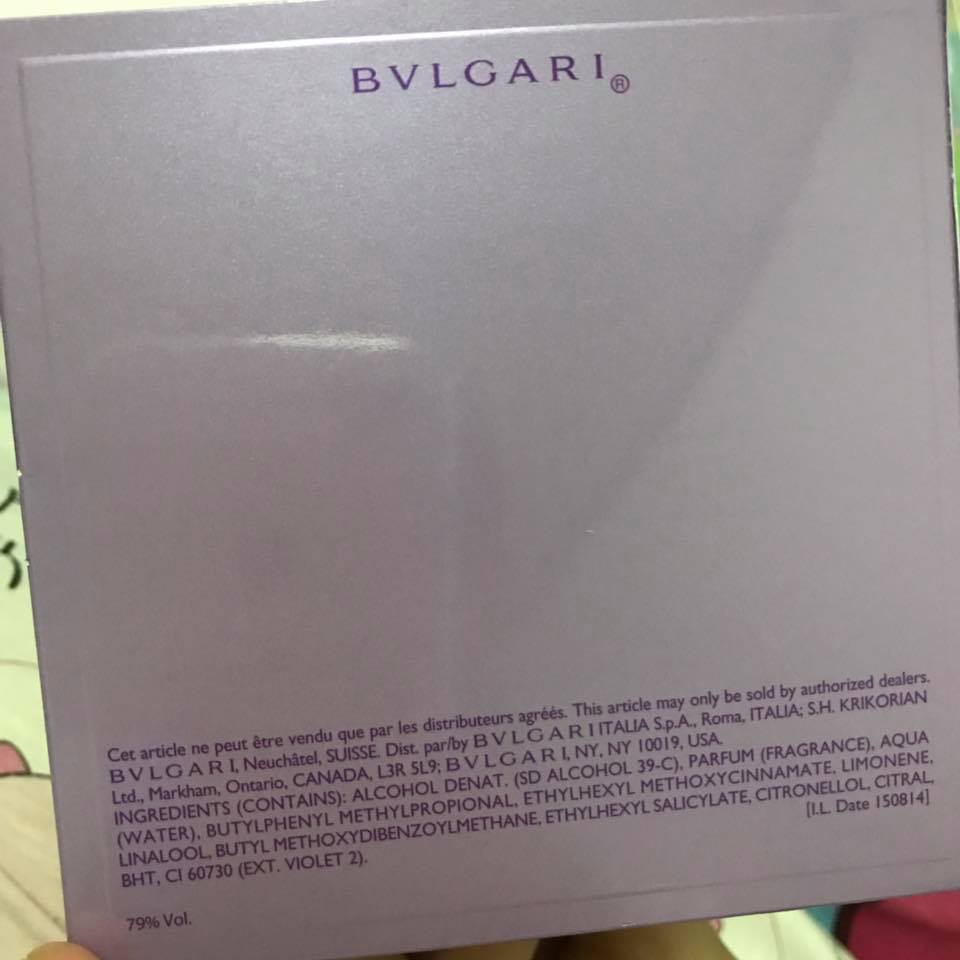 BVLGARI®
Cet article ne peut être vendu que par les distributeurs agréés. This article may only be sold by authorized dealers.
BVLGARI, Neuchâtel, SUISSE. Dist. par/by BVLGARI ITALIA S.p.A., Roma, ITALIA; S.H. KRIKORIAN
Ltd., Markham, Ontario, CANADA, L3R 5L9; BVLGARI, NY, NY 10019, USA.
INGREDIENTS (CONTAINS): ALCOHOL DENAT. (SD ALCOHOL 39-C), PARFUM (FRAGRANCE), AQUA
(WATER), BUTYLPHENYL METHYLPROPIONAL, ETHYLHEXYL METHOXYCINNAMATE, LIMONENE,
LINALOOL, BUTYL METHOXYDIBENZOYLMETHANE, ETHYLHEXYL SALICYLATE, CITRONELLOL, CITRAL,
BHT, CI 60730 (EXT. VIOLET 2).
[I.L. Date 150814]
79% Vol.